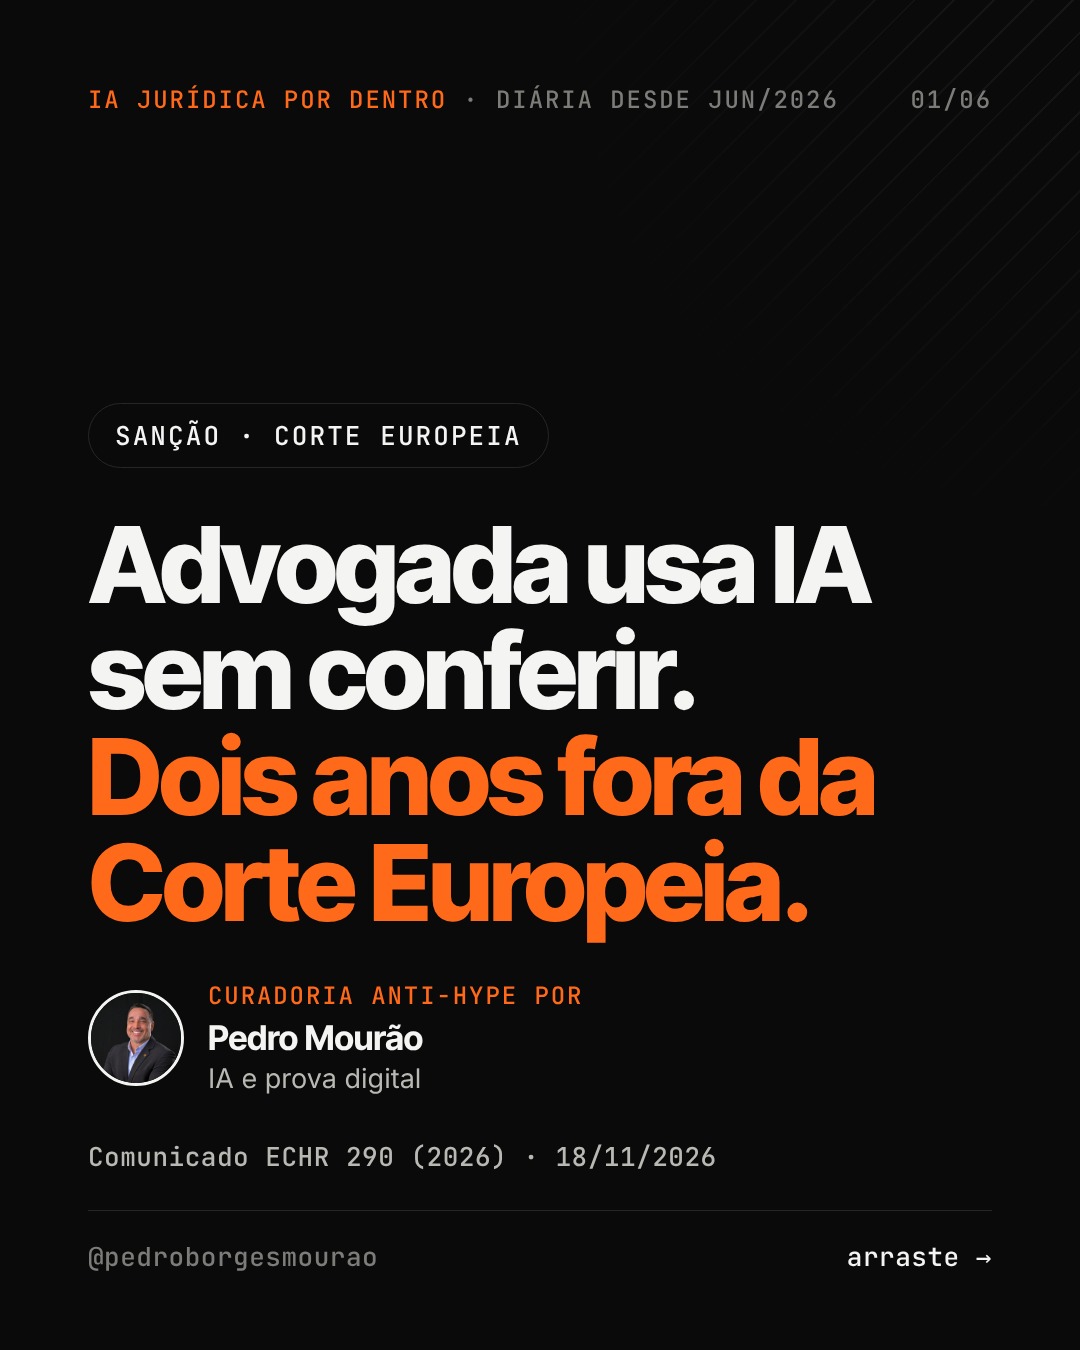 IA JURÍDICA POR DENTRO · DIÁRIA DESDE JUN/2026 01/06
SANÇÃO · CORTE EUROPEIA
Advogada usa IA
sem conferir.
Dois anos fora da
Corte Europeia.
CURADORIA ANTI-HYPE POR
Pedro Mourão
IA e prova digital
Comunicado ECHR 290 (2026) · 18/11/2026
@pedroborgesmourao arraste →